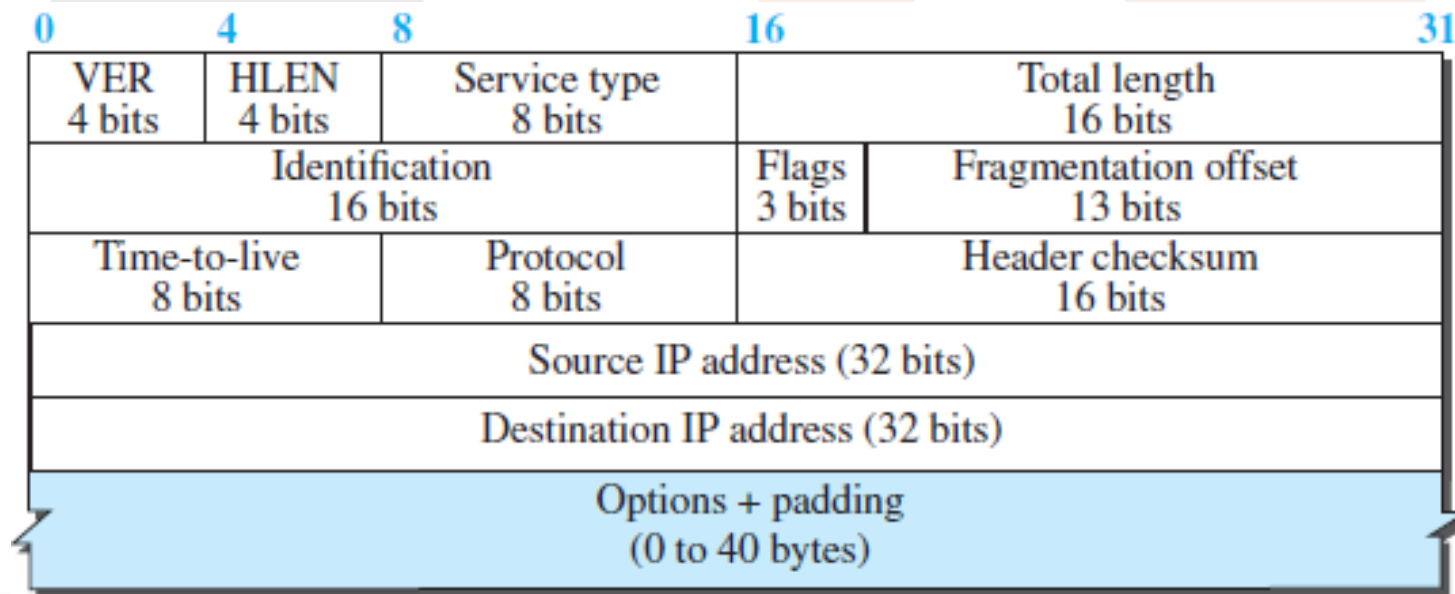 0 4 8 16 31
VER HLEN Service type Total length
4 bits 4 bits 8 bits 16 bits
Identification Flags Fragmentation offset
16 bits 3 bits 13 bits
Time-to-live Protocol Header checksum
8 bits 8 bits 16 bits
Source IP address (32 bits)
Destination IP address (32 bits)
Options + padding
(0 to 40 bytes)